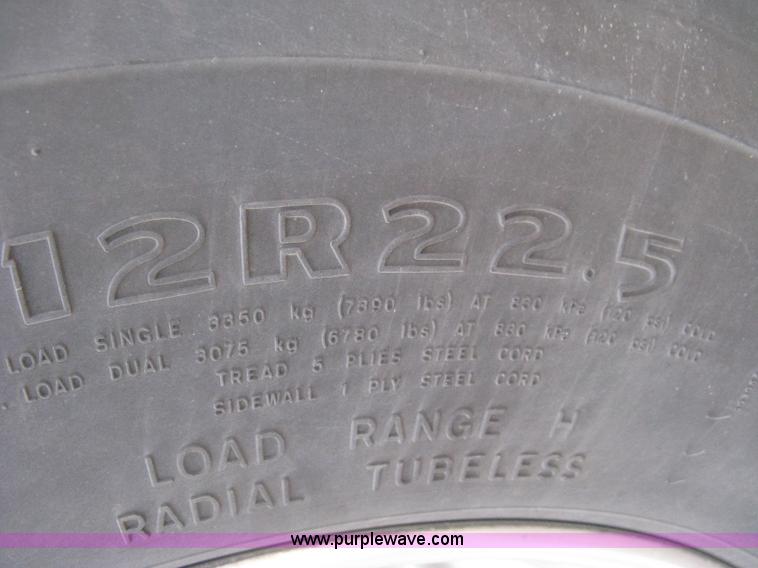 12R22.5
LOAD SINGLE 3350 kg (7390 lbs) AT 830 kPa (120 psi) COLD
LOAD DUAL 3075 kg (6780 lbs) AT 830 kPa (120 psi) COLD
TREAD 5 PLIES STEEL CORD
SIDEWALL 1 PLY STEEL CORD
LOAD RANGE H
RADIAL TUBELESS
www.purplewave.com